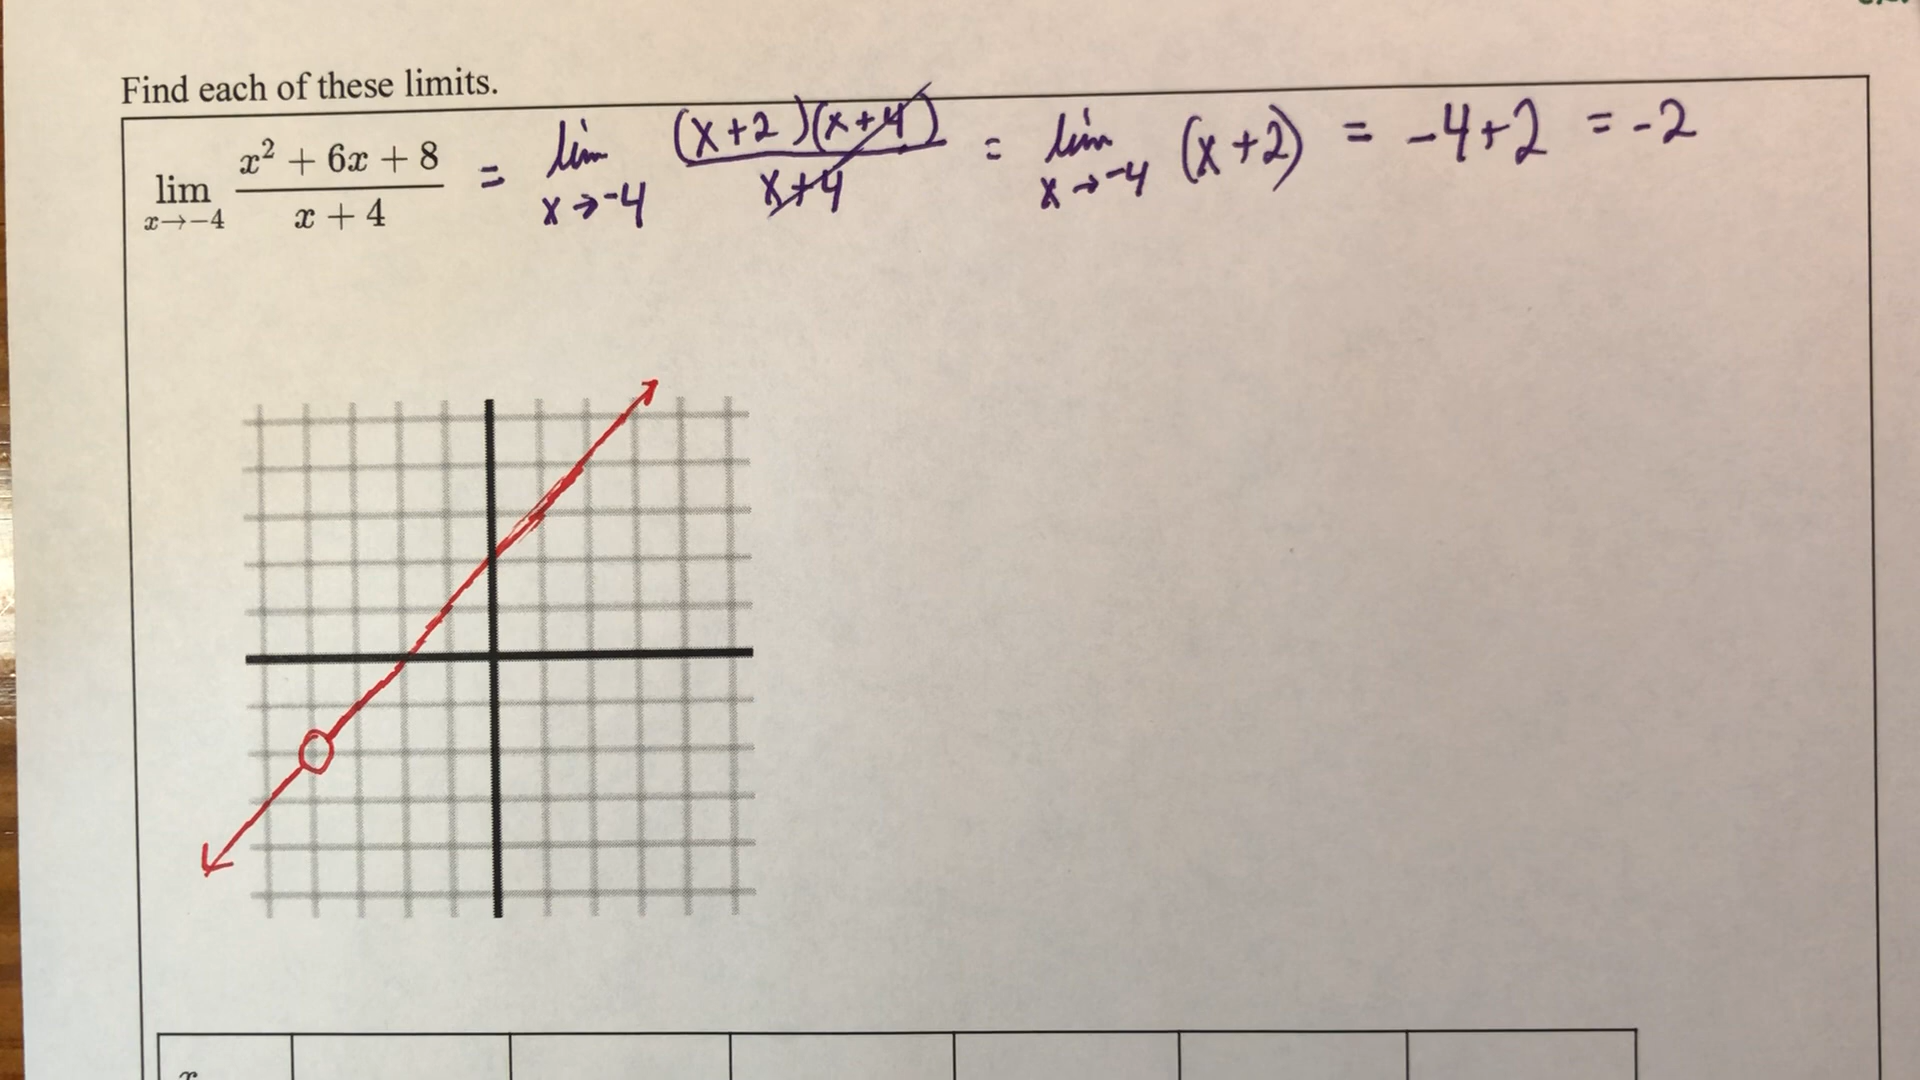 Find each of these limits.
lim x→−4 (x² + 6x + 8)/(x + 4) = lim x→-4 ((x+2)(x+4))/(x+4) = lim x→-4 (x+2) = -4+2 = -2
x